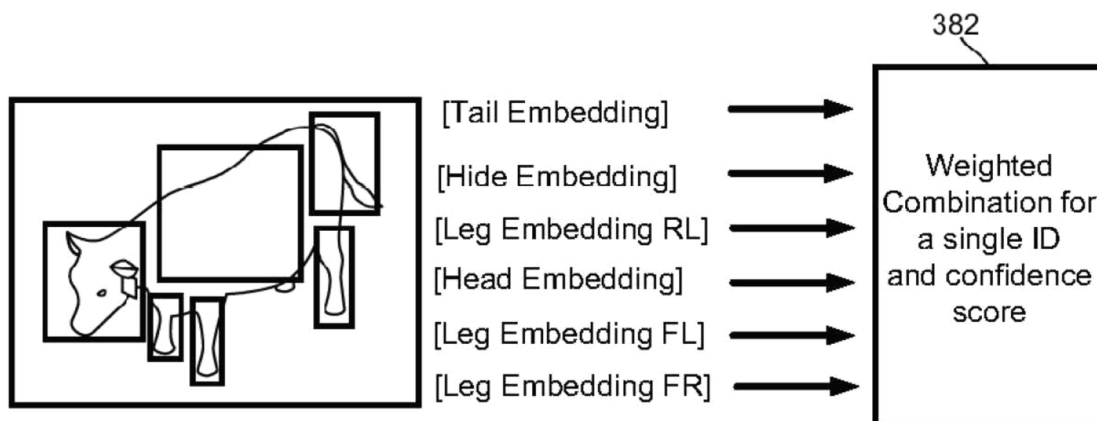 382
[Tail Embedding]
[Hide Embedding]
[Leg Embedding RL]
[Head Embedding]
[Leg Embedding FL]
[Leg Embedding FR]
Weighted
Combination for
a single ID
and confidence
score